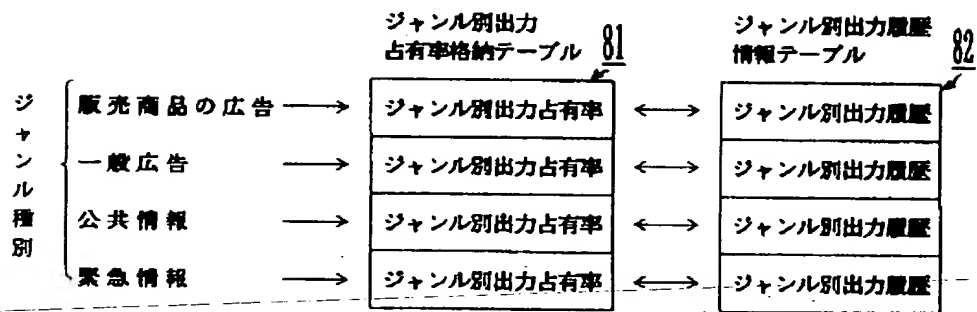 ジャンル別出力
占有率格納テーブル 81
ジャンル別出力履歴
情報テーブル 82
ジャンル種別
販売商品の広告 ジャンル別出力占有率 ジャンル別出力履歴
一般広告 ジャンル別出力占有率 ジャンル別出力履歴
公共情報 ジャンル別出力占有率 ジャンル別出力履歴
緊急情報 ジャンル別出力占有率 ジャンル別出力履歴